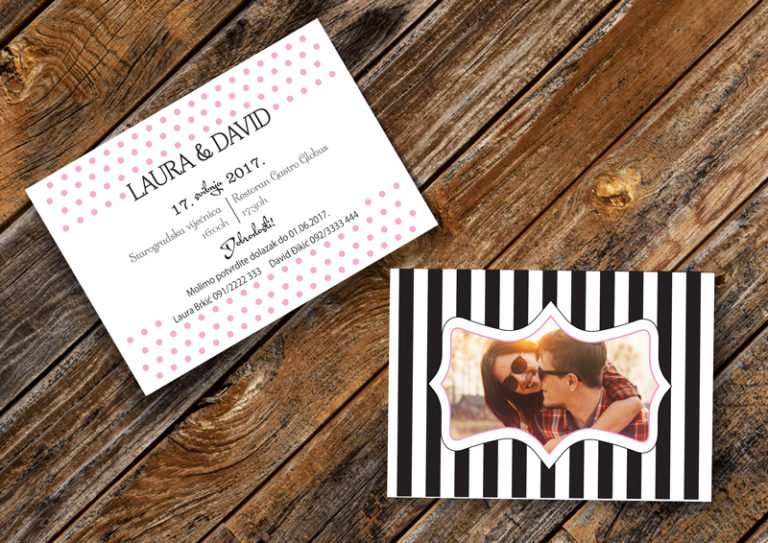 LAURA & DAVID
17. svibnja 2017.
Starogradska vijećnica
16:00h
Restoran Gastro Globus
17:30h
Dobrodošli!
Molimo potvrdite dolazak do 01.06.2017.
Laura Brkić 091/2222 333 David Đikić 092/3333 444